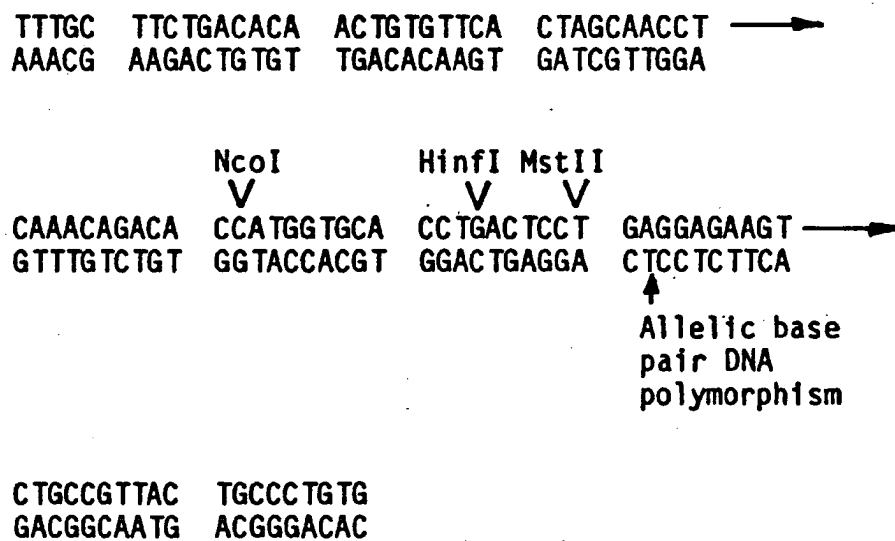 TTTGC TTCTGACACA ACTGTGTTCA CTAGCAACCT
AAACG AAGACTGTGT TGACACAAGT GATCGTTGGA
NcoI HinfI MstII
CAAACAGACA CCATGGTGCA CCTGACTCCT GAGGAGAAGT
GTTTGTCTGT GGTACCACGT GGACTGAGGA CTCCTCTTCA
Allelic base
pair DNA
polymorphism
CTGCCGTTAC TGCCCTGTG
GACGGCAATG ACGGGACAC